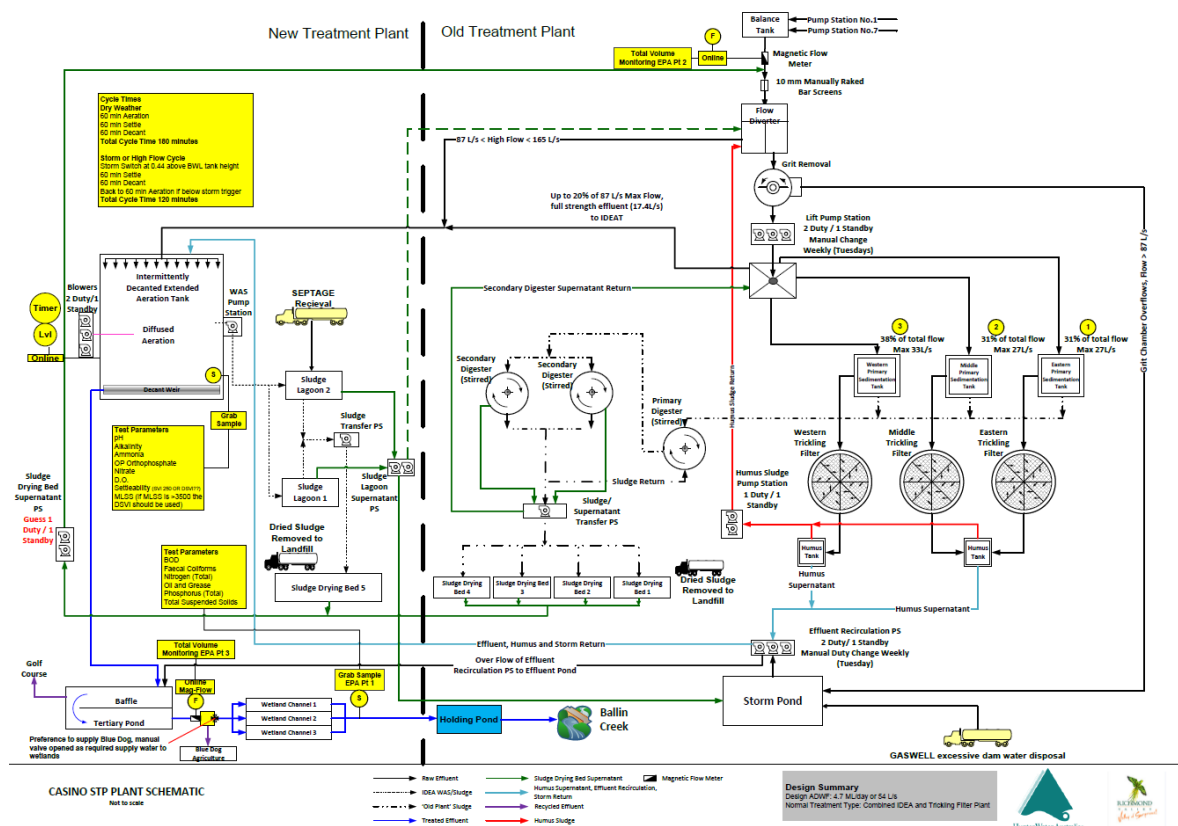 New Treatment Plant
Old Treatment Plant
Balance
Tank
Pump Station No.1
Pump Station No.7
F
Online
Total Volume
Monitoring EPA Pt 2
Magnetic Flow
Meter
10 mm Manually Raked
Bar Screens
Flow
Diverter
Cycle Times
Dry Weather
60 min Aeration
60 min Settle
60 min Decant
Total Cycle Time 180 minutes
Storm or High Flow Cycle
Storm Switch at 0.44 above BWL tank height
60 min Settle
60 min Decant
Back to 60 min Aeration if below storm trigger
Total Cycle Time 120 minutes
87 L/s < High Flow < 165 L/s
Grit Removal
Up to 20% of 87 L/s Max Flow,
full strength effluent (17.4L/s)
to IDEAT
Lift Pump Station
2 Duty / 1 Standby
Manual Change
Weekly (Tuesdays)
Grit Chamber Overflows, Flow > 87 L/s
Intermittently
Decanted Extended
Aeration Tank
Diffused
Aeration
Decant Weir
Blowers
2 Duty/1
Standby
Timer
Lvl
Online
WAS
Pump
Station
S
Grab
Sample
SEPTAGE
Recieval
Sludge
Lagoon 2
Sludge
Transfer PS
Sludge
Lagoon 1
Sludge
Lagoon
Supernatant
PS
Secondary Digester Supernatant Return
Secondary
Digester
(Stirred)
Secondary
Digester
(Stirred)
Primary
Digester
(Stirred)
Sludge Return
Sludge/
Supernatant
Transfer PS
Humus Sludge Return
3
38% of total flow
Max 33L/s
2
31% of total flow
Max 27L/s
1
31% of total flow
Max 27L/s
Western
Primary
Sedimentation
Tank
Middle
Primary
Sedimentation
Tank
Eastern
Primary
Sedimentation
Tank
Western
Trickling
Filter
Middle Trickling
Filter
Eastern Trickling
Filter
Humus Sludge
Pump Station
1 Duty / 1
Standby
Humus
Tank
Humus
Tank
Humus
Supernatant
Humus Supernatant
Test Parameters
pH
Alkalinity
Ammonia
OP Orthophosphate
Nitrate
D.O.
Settleability (SVI 250 OR DSVI??)
MLSS (if MLSS is >3500 the
DSVI should be used)
Sludge
Drying Bed
Supernatant
PS
Guess 1
Duty / 1
Standby
Test Parameters
BOD
Faecal Coliforms
Nitrogen (Total)
Oil and Grease
Phosphorus (Total)
Total Suspended Solids
Dried Sludge
Removed to
Landfill
Sludge Drying Bed 5
Sludge Drying
Bed 4
Sludge Drying Bed
3
Sludge Drying
Bed 2
Sludge Drying
Bed 1
Dried Sludge
Removed to
Landfill
Effluent, Humus and Storm Return
Effluent Recirculation PS
2 Duty/ 1 Standby
Manual Duty Change Weekly
(Tuesday)
Over Flow of Effluent
Recirculation PS to Effluent Pond
Total Volume
Monitoring EPA Pt 3
Online
Mag-Flow
F
Grab Sample
EPA Pt 1
S
Golf
Course
Baffle
Tertiary Pond
Wetland Channel 1
Wetland Channel 2
Wetland Channel 3
Holding Pond
Ballin
Creek
Storm Pond
Preference to supply Blue Dog, manual
valve opened as required supply water to
wetlands
Blue Dog
Agriculture
GASWELL excessive dam water disposal
CASINO STP PLANT SCHEMATIC
Not to scale
Raw Effluent
IDEA WAS/Sludge
'Old Plant' Sludge
Treated Effluent
Sludge Drying Bed Supernatant
Humus Supernatant, Effluent Recirculation,
Storm Return
Recycled Effluent
Humus Sludge
Magnetic Flow Meter
Design Summary
Design ADWF: 4.7 ML/day or 54 L/s
Normal Treatment Type: Combined IDEA and Trickling Filter Plant
RICHMOND
VALLEY